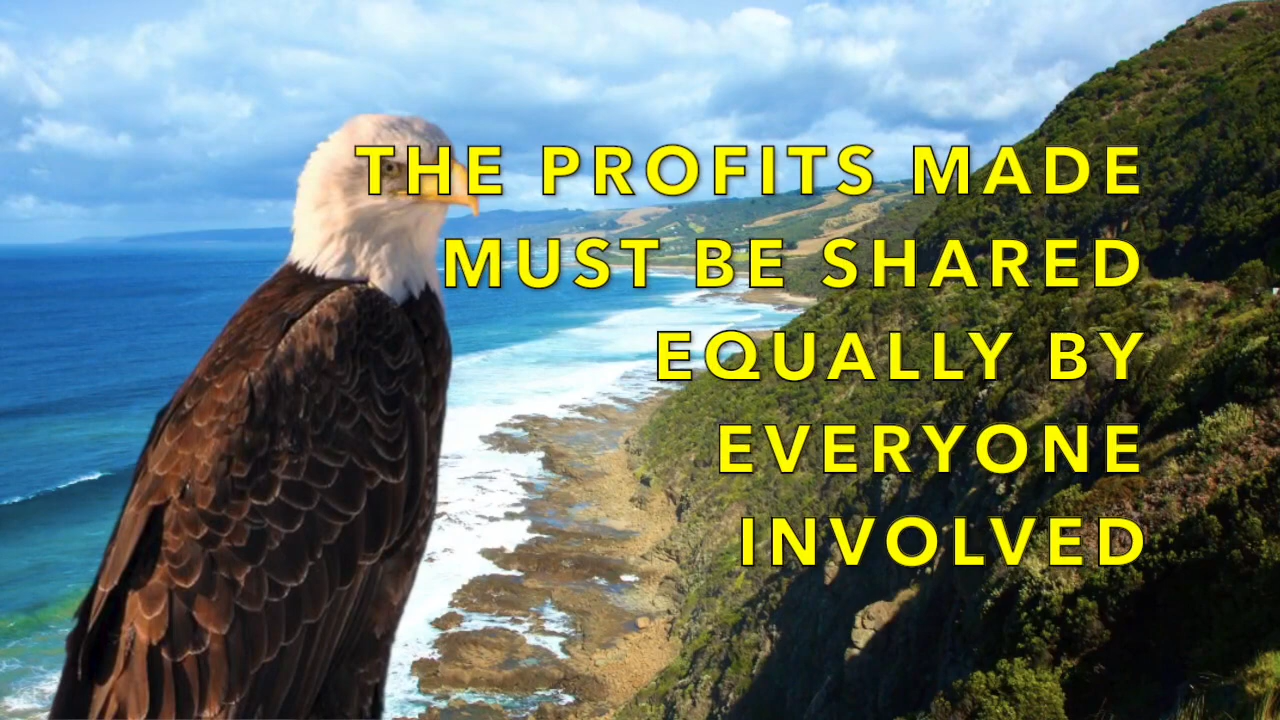 THE PROFITS MADE
MUST BE SHARED
EQUALLY BY
EVERYONE
INVOLVED